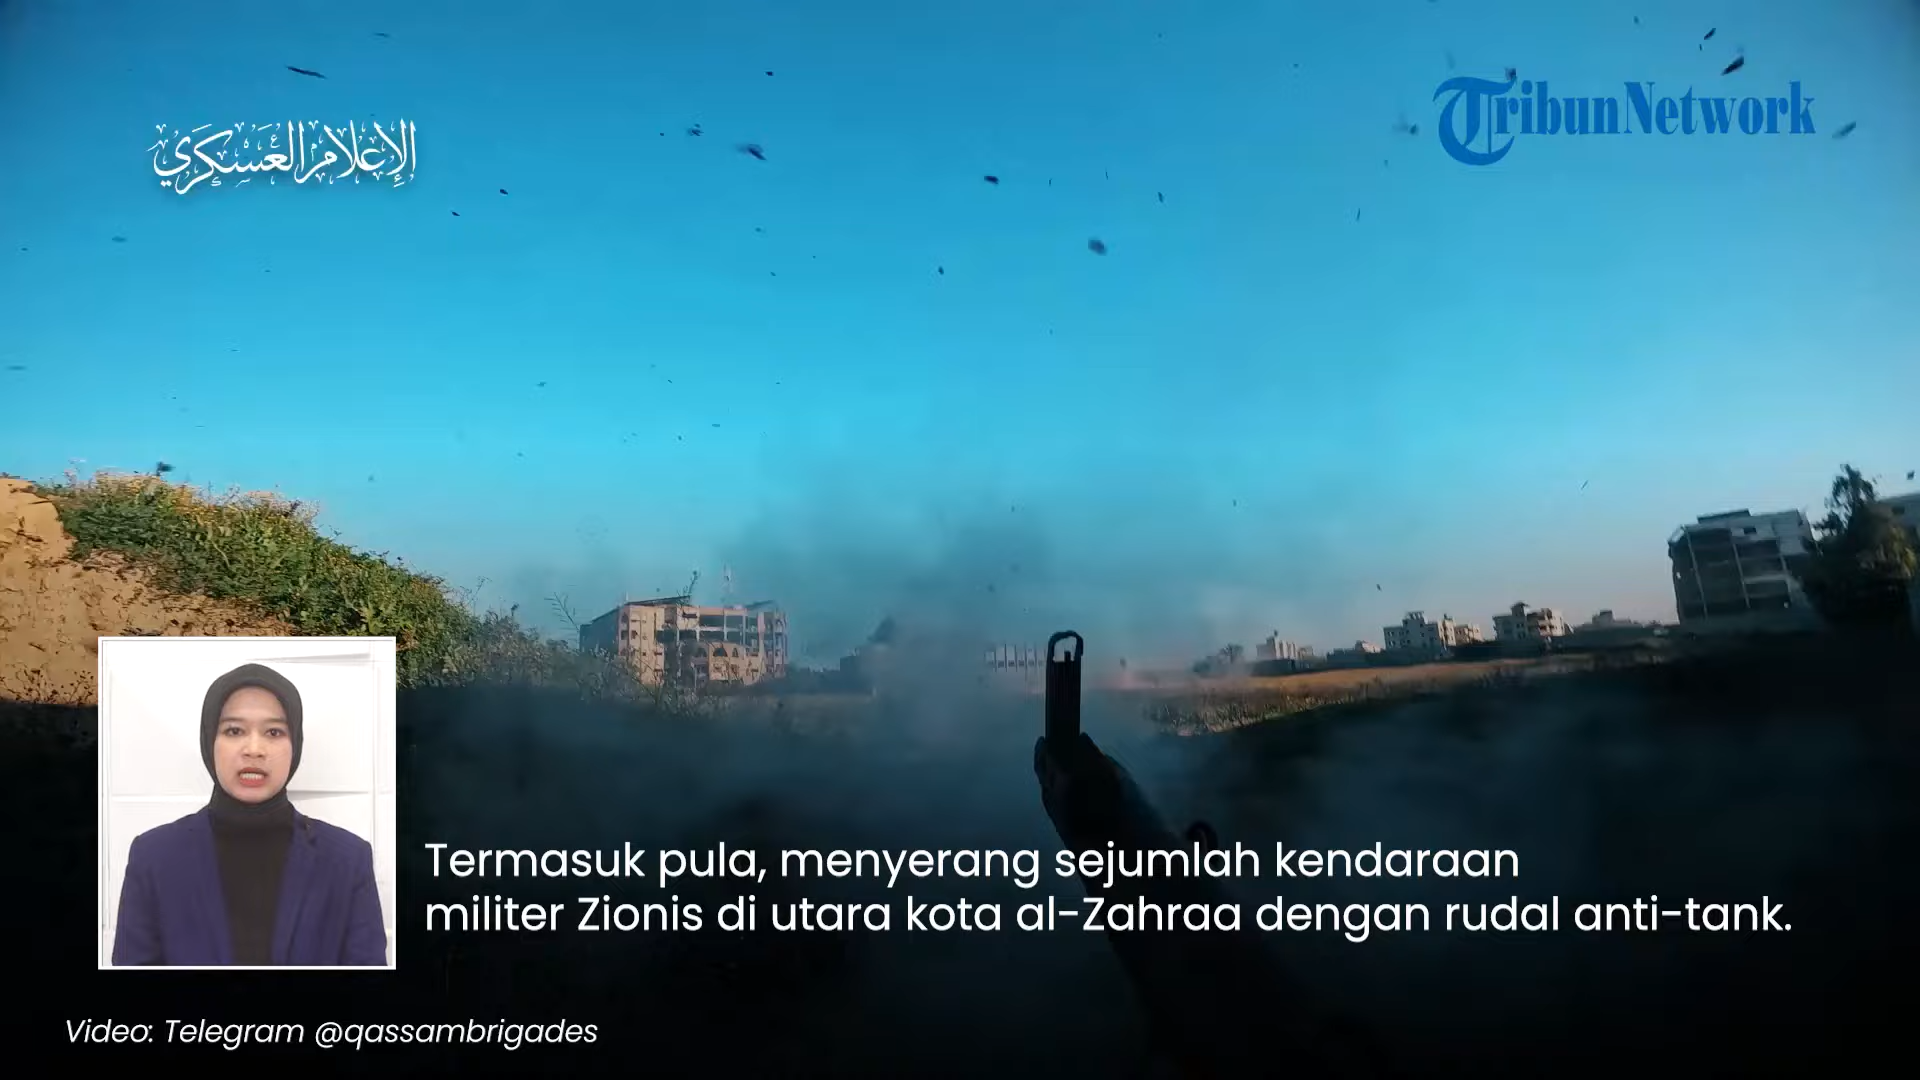 الإعلام العسكري
TribunNetwork
Termasuk pula, menyerang sejumlah kendaraan
militer Zionis di utara kota al-Zahraa dengan rudal anti-tank.
Video: Telegram @qassambrigades